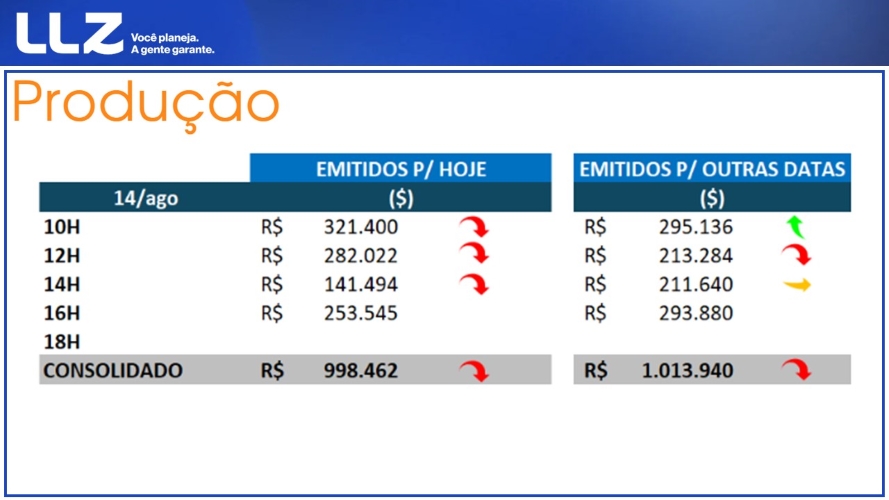 LLZ Você planeja.
A gente garante.
Produção
EMITIDOS P/ HOJE EMITIDOS P/ OUTRAS DATAS
14/ago ($) ($)
10H R$ 321.400 R$ 295.136
12H R$ 282.022 R$ 213.284
14H R$ 141.494 R$ 211.640
16H R$ 253.545 R$ 293.880
18H
CONSOLIDADO R$ 998.462 R$ 1.013.940